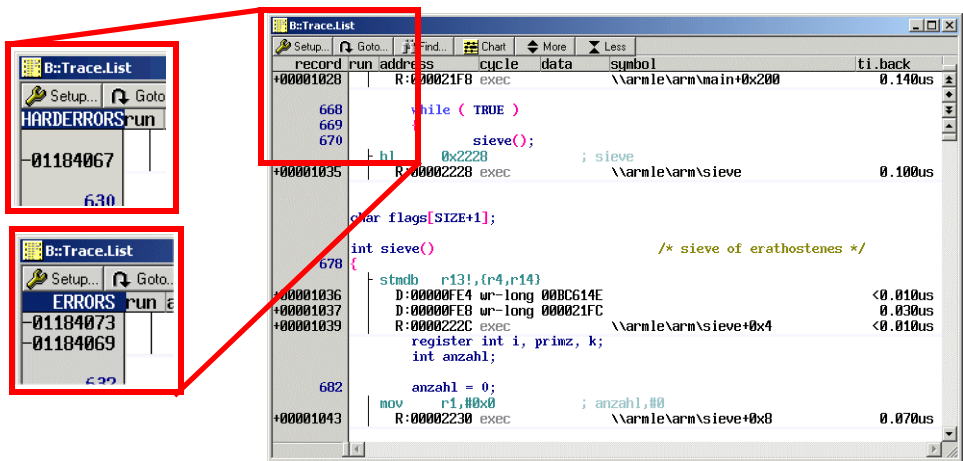 B::Trace.List
Setup... Goto
HARDERRORS run
-01184067
630
B::Trace.List
Setup... Goto..
ERRORS run a
-01184073
-01184069
632
B::Trace.List
Setup... Goto... Find... Chart More Less
record run address cycle data symbol ti.back
+00001028 R:000021F8 exec \\armle\arm\main+0x200 0.140us
668 while ( TRUE )
669 {
670 sieve();
bl 0x2228 ; sieve
+00001035 R:00002228 exec \\armle\arm\sieve 0.100us
char flags[SIZE+1];
int sieve() /* sieve of erathostenes */
678 {
stmdb r13!,{r4,r14}
+00001036 D:00000FE4 wr-long 00BC614E <0.010us
+00001037 D:00000FE8 wr-long 000021FC 0.030us
+00001039 R:0000222C exec \\armle\arm\sieve+0x4 <0.010us
register int i, primz, k;
int anzahl;
682 anzahl = 0;
mov r1,#0x0 ; anzahl,#0
+00001043 R:00002230 exec \\armle\arm\sieve+0x8 0.070us